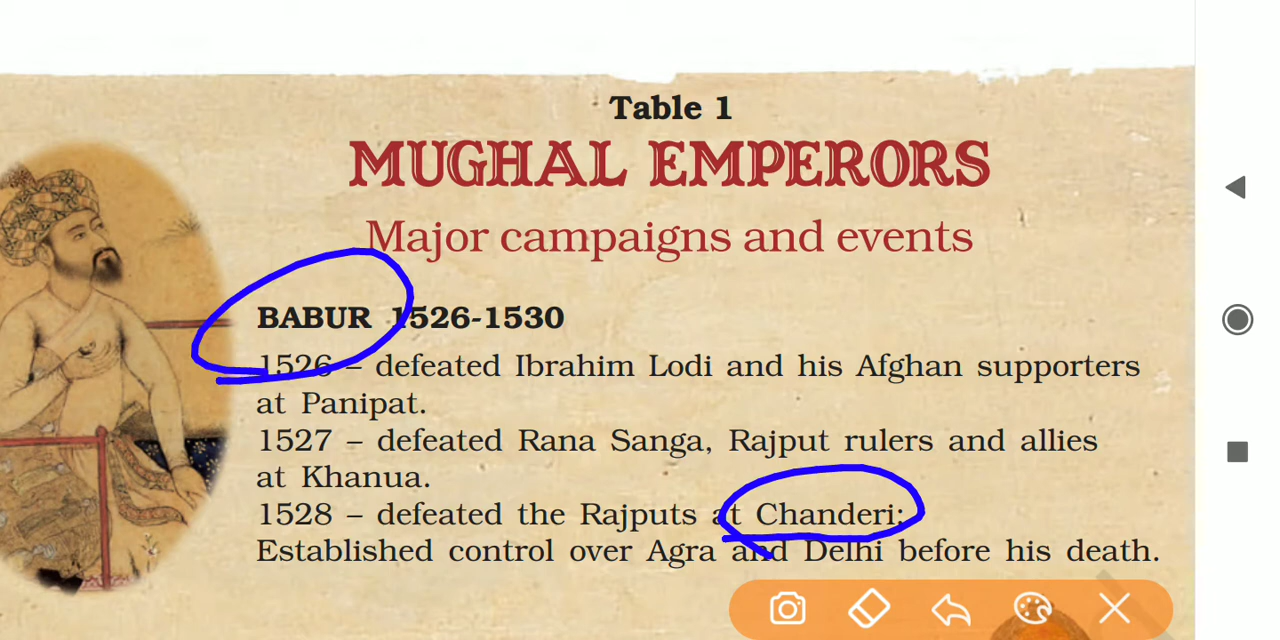 Table 1
MUGHAL EMPERORS
Major campaigns and events
BABUR 1526-1530
1526 – defeated Ibrahim Lodi and his Afghan supporters
at Panipat.
1527 – defeated Rana Sanga, Rajput rulers and allies
at Khanua.
1528 – defeated the Rajputs at Chanderi;
Established control over Agra and Delhi before his death.